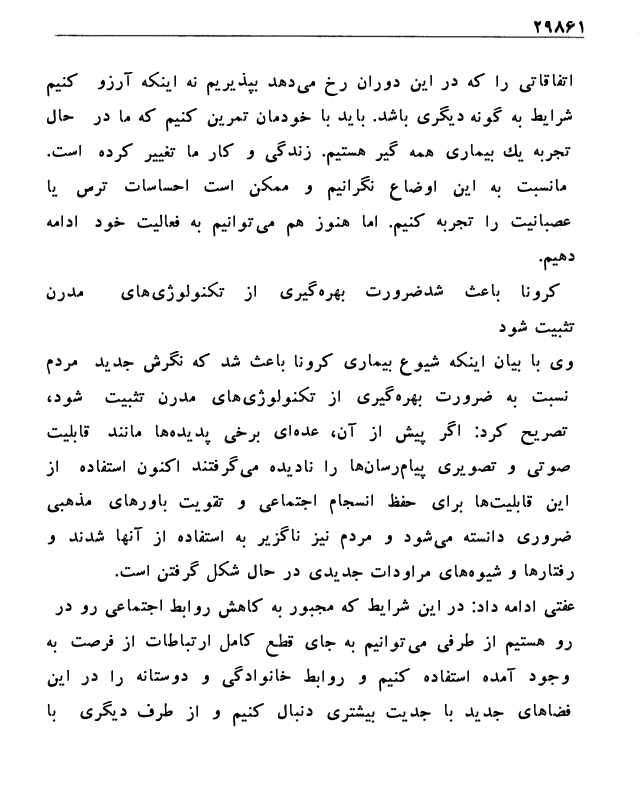 ۲۹۸۶۱
اتفاقاتی را که در این دوران رخ می‌دهد بپذیریم نه اینکه آرزو کنیم
شرایط به گونه دیگری باشد. باید با خودمان تمرین کنیم که ما در حال
تجربه یك بیماری همه گیر هستیم. زندگی و کار ما تغییر کرده است.
مانسبت به این اوضاع نگرانیم و ممکن است احساسات ترس یا
عصبانیت را تجربه کنیم. اما هنوز هم می‌توانیم به فعالیت خود ادامه
دهیم.
کرونا باعث شدضرورت بهره‌گیری از تکنولوژی‌های مدرن
تثبیت شود
وی با بیان اینکه شیوع بیماری کرونا باعث شد که نگرش جدید مردم
نسبت به ضرورت بهره‌گیری از تکنولوژی‌های مدرن تثبیت شود،
تصریح کرد: اگر پیش از آن، عده‌ای برخی پدیده‌ها مانند قابلیت
صوتی و تصویری پیام‌رسان‌ها را نادیده می‌گرفتند اکنون استفاده از
این قابلیت‌ها برای حفظ انسجام اجتماعی و تقویت باورهای مذهبی
ضروری دانسته می‌شود و مردم نیز ناگزیر به استفاده از آنها شدند و
رفتارها و شیوه‌های مراودات جدیدی در حال شکل گرفتن است.
عفتی ادامه داد: در این شرایط که مجبور به کاهش روابط اجتماعی رو در
رو هستیم از طرفی می‌توانیم به جای قطع کامل ارتباطات از فرصت به
وجود آمده استفاده کنیم و روابط خانوادگی و دوستانه را در این
فضاهای جدید با جدیت بیشتری دنبال کنیم و از طرف دیگری با